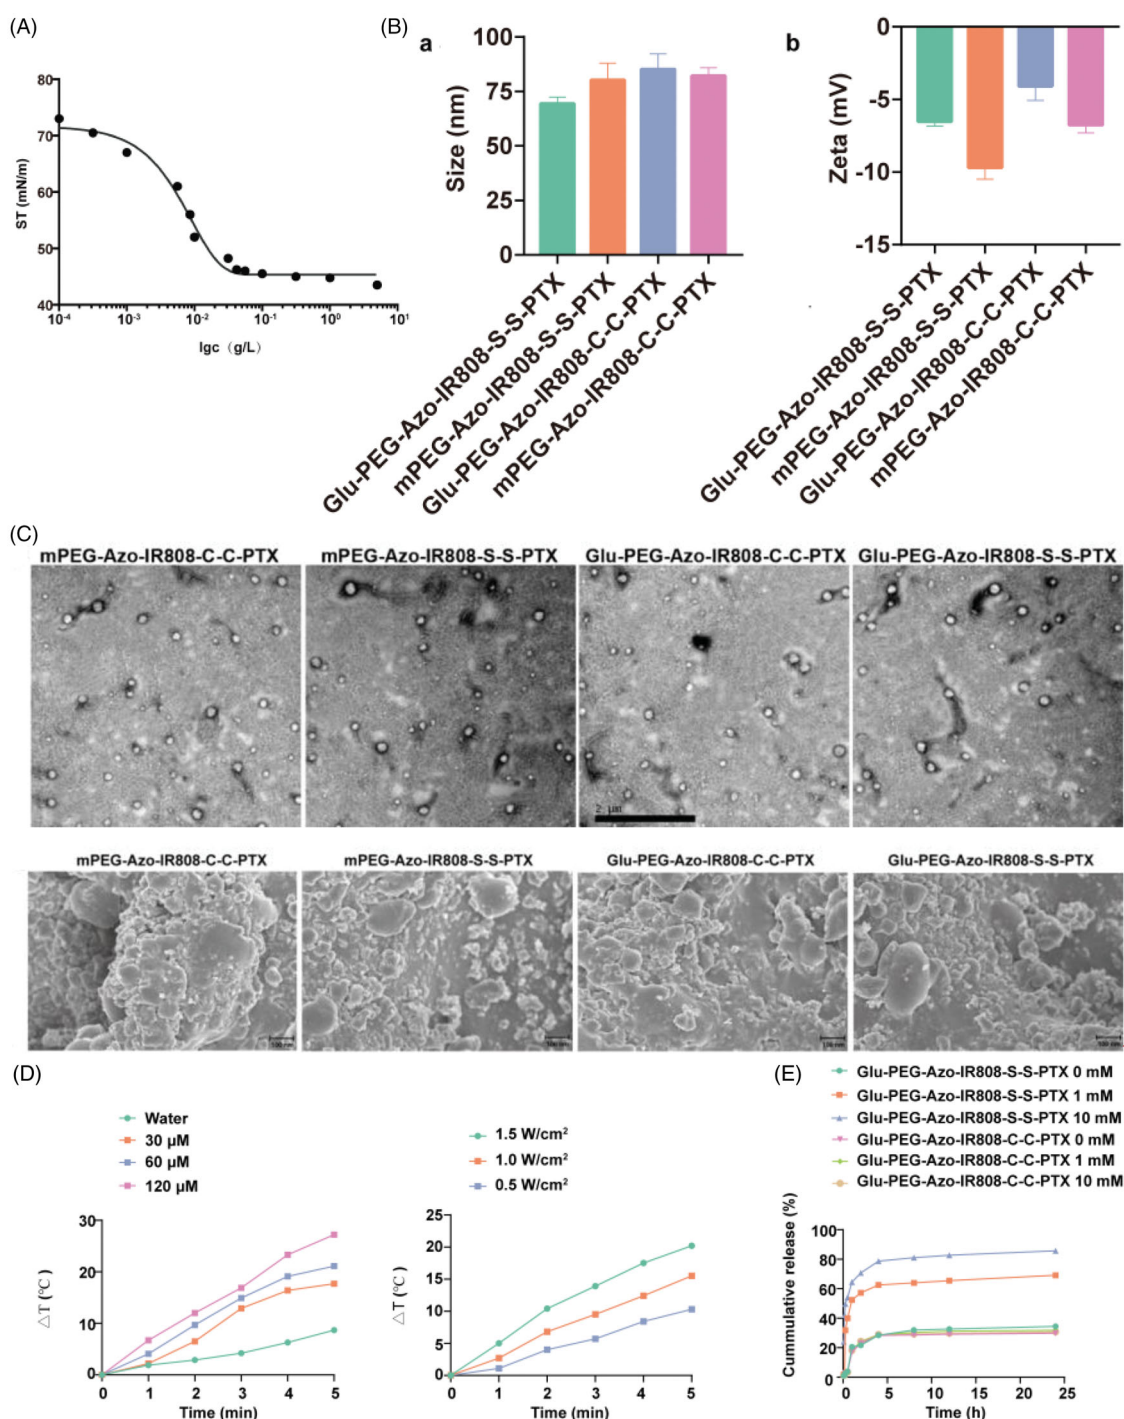 (A)
80
70
60
50
40
ST (mN/m)
10⁻⁴ 10⁻³ 10⁻² 10⁻¹ 10⁰ 10¹
lgc (g/L)
(B)
a
100
75
50
25
0
Size (nm)
Glu-PEG-Azo-IR808-S-S-PTX
mPEG-Azo-IR808-S-S-PTX
Glu-PEG-Azo-IR808-C-C-PTX
mPEG-Azo-IR808-C-C-PTX
b
0
-5
-10
-15
Zeta (mV)
Glu-PEG-Azo-IR808-S-S-PTX
mPEG-Azo-IR808-S-S-PTX
Glu-PEG-Azo-IR808-C-C-PTX
mPEG-Azo-IR808-C-C-PTX
(C)
mPEG-Azo-IR808-C-C-PTX mPEG-Azo-IR808-S-S-PTX Glu-PEG-Azo-IR808-C-C-PTX Glu-PEG-Azo-IR808-S-S-PTX
2 μm
mPEG-Azo-IR808-C-C-PTX mPEG-Azo-IR808-S-S-PTX Glu-PEG-Azo-IR808-C-C-PTX Glu-PEG-Azo-IR808-S-S-PTX
(D)
Water
30 μM
60 μM
120 μM
30
20
10
0
△T (℃)
0 1 2 3 4 5
Time (min)
1.5 W/cm²
1.0 W/cm²
0.5 W/cm²
25
20
15
10
5
0
△T (℃)
0 1 2 3 4 5
Time (min)
(E)
Glu-PEG-Azo-IR808-S-S-PTX 0 mM
Glu-PEG-Azo-IR808-S-S-PTX 1 mM
Glu-PEG-Azo-IR808-S-S-PTX 10 mM
Glu-PEG-Azo-IR808-C-C-PTX 0 mM
Glu-PEG-Azo-IR808-C-C-PTX 1 mM
Glu-PEG-Azo-IR808-C-C-PTX 10 mM
100
80
60
40
20
0
Cummulative release (%)
0 5 10 15 20 25
Time (h)